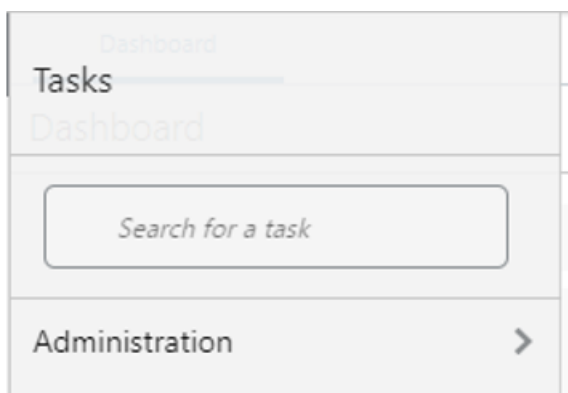 Dashboard
Tasks
Dashboard
Search for a task
Administration